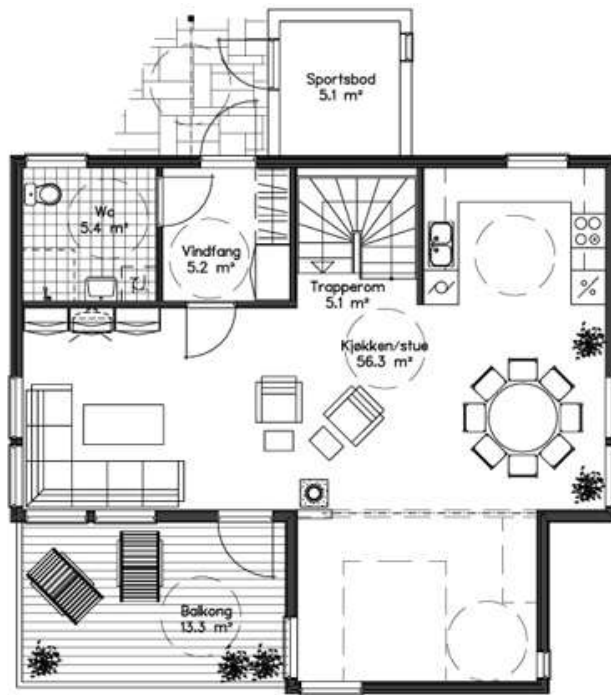 Sportsbod
5.1 m²
Wc
5.4 m²
Vindfang
5.2 m²
Trapperom
5.1 m²
Kjøkken/stue
56.3 m²
Balkong
13.3 m²